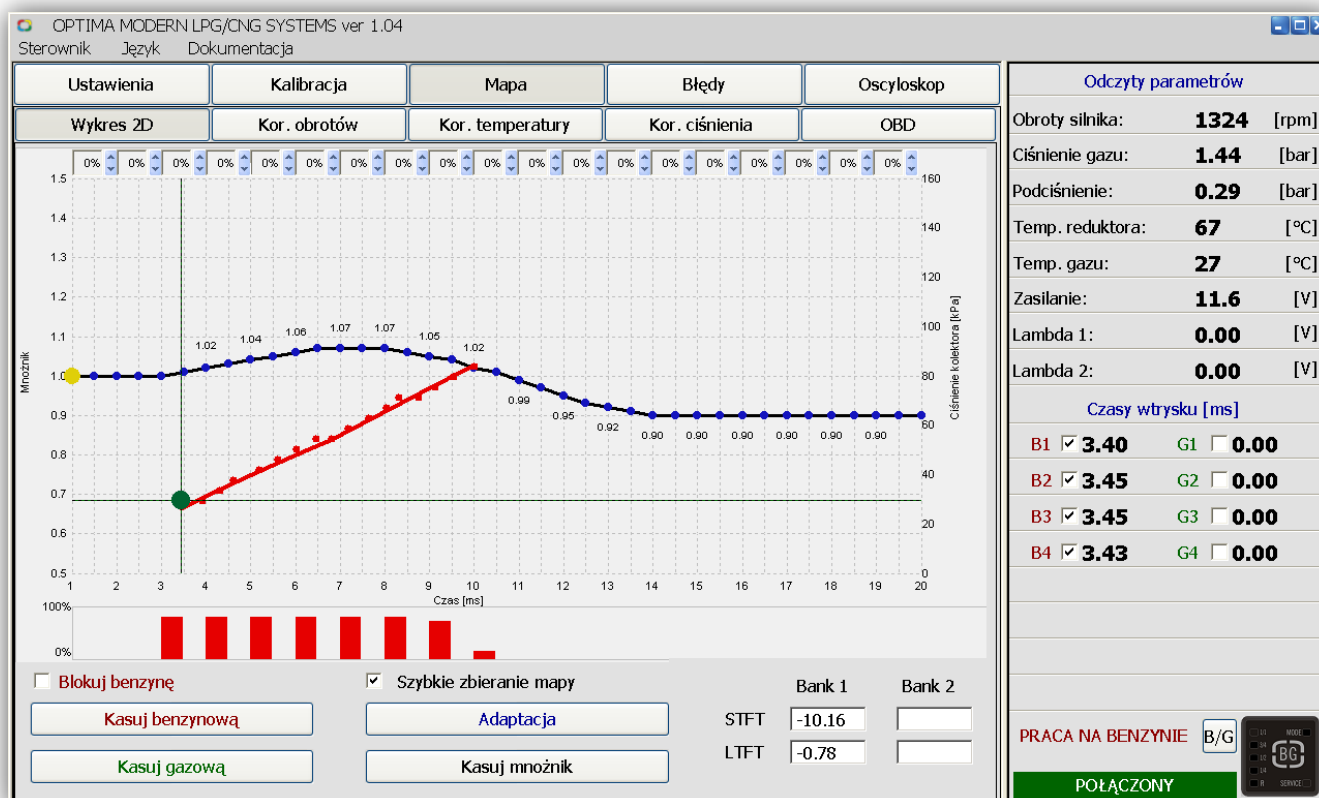 OPTIMA MODERN LPG/CNG SYSTEMS ver 1.04
Sterownik Język Dokumentacja
Ustawienia Kalibracja Mapa Błędy Oscyloskop
Wykres 2D Kor. obrotów Kor. temperatury Kor. ciśnienia OBD
0% 0% 0% 0% 0% 0% 0% 0% 0% 0% 0% 0% 0% 0% 0% 0% 0% 0% 0%
1.5 160
1.4 140
1.3 120
1.2
1.1 100
1.0 80
0.9 60
0.8
0.7 40
0.6 20
0.5 0
Mnożnik
Ciśnienie kolektora [kPa]
1.02 1.04 1.06 1.07 1.07 1.05 1.02
0.99 0.95 0.92 0.90 0.90 0.90 0.90 0.90 0.90
1 2 3 4 5 6 7 8 9 10 11 12 13 14 15 16 17 18 19 20
Czas [ms]
100%
0%
Blokuj benzynę Szybkie zbieranie mapy
Kasuj benzynową Adaptacja
Kasuj gazową Kasuj mnożnik
Bank 1 Bank 2
STFT -10.16
LTFT -0.78
Odczyty parametrów
Obroty silnika: 1324 [rpm]
Ciśnienie gazu: 1.44 [bar]
Podciśnienie: 0.29 [bar]
Temp. reduktora: 67 [°C]
Temp. gazu: 27 [°C]
Zasilanie: 11.6 [V]
Lambda 1: 0.00 [V]
Lambda 2: 0.00 [V]
Czasy wtrysku [ms]
B1 3.40 G1 0.00
B2 3.45 G2 0.00
B3 3.45 G3 0.00
B4 3.43 G4 0.00
PRACA NA BENZYNIE B/G
MODE
BG
SERVICE
POŁĄCZONY